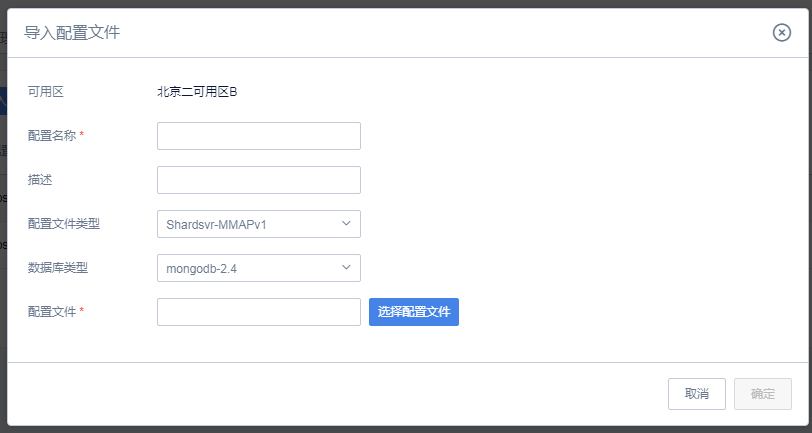 导入配置文件
可用区 北京二可用区B
配置名称 *
描述
配置文件类型 Shardsvr-MMAPv1
数据库类型 mongodb-2.4
配置文件 * 选择配置文件
取消 确定